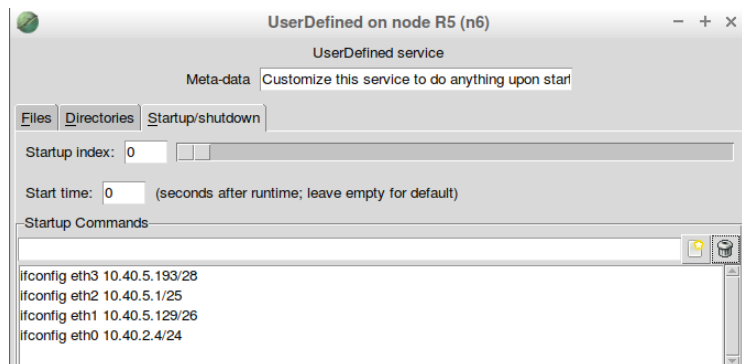 UserDefined on node R5 (n6)
UserDefined service
Meta-data Customize this service to do anything upon start
Files Directories Startup/shutdown
Startup index: 0
Start time: 0 (seconds after runtime; leave empty for default)
Startup Commands
ifconfig eth3 10.40.5.193/28
ifconfig eth2 10.40.5.1/25
ifconfig eth1 10.40.5.129/26
ifconfig eth0 10.40.2.4/24